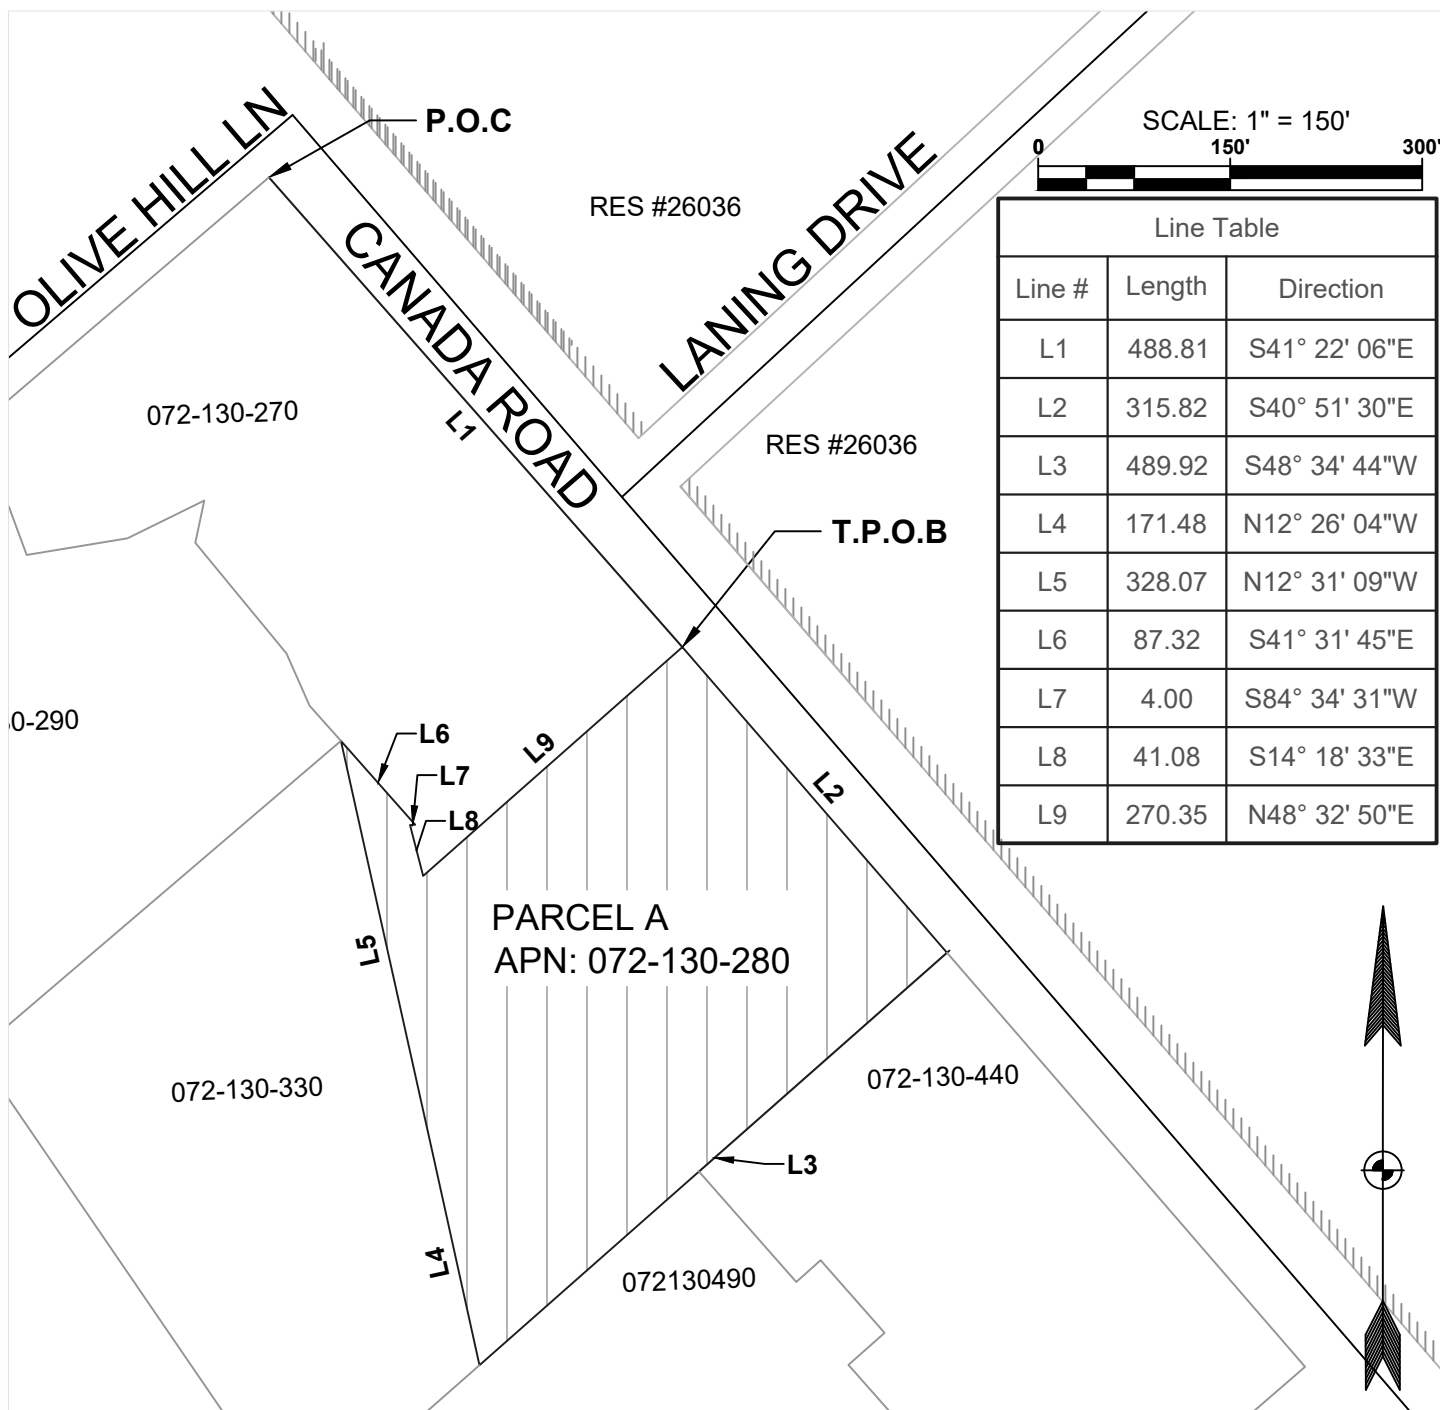 P.O.C
OLIVE HILL LN
CANADA ROAD
LANING DRIVE
RES #26036
SCALE: 1" = 150'
0 150' 300'
Line Table
Line # Length Direction
L1 488.81 S41° 22' 06"E
L2 315.82 S40° 51' 30"E
L3 489.92 S48° 34' 44"W
L4 171.48 N12° 26' 04"W
L5 328.07 N12° 31' 09"W
L6 87.32 S41° 31' 45"E
L7 4.00 S84° 34' 31"W
L8 41.08 S14° 18' 33"E
L9 270.35 N48° 32' 50"E
072-130-270
L1
RES #26036
T.P.O.B
0-290
L6
L7
L8
L9
L2
PARCEL A
APN: 072-130-280
L5
072-130-330
072-130-440
L3
L4
072130490